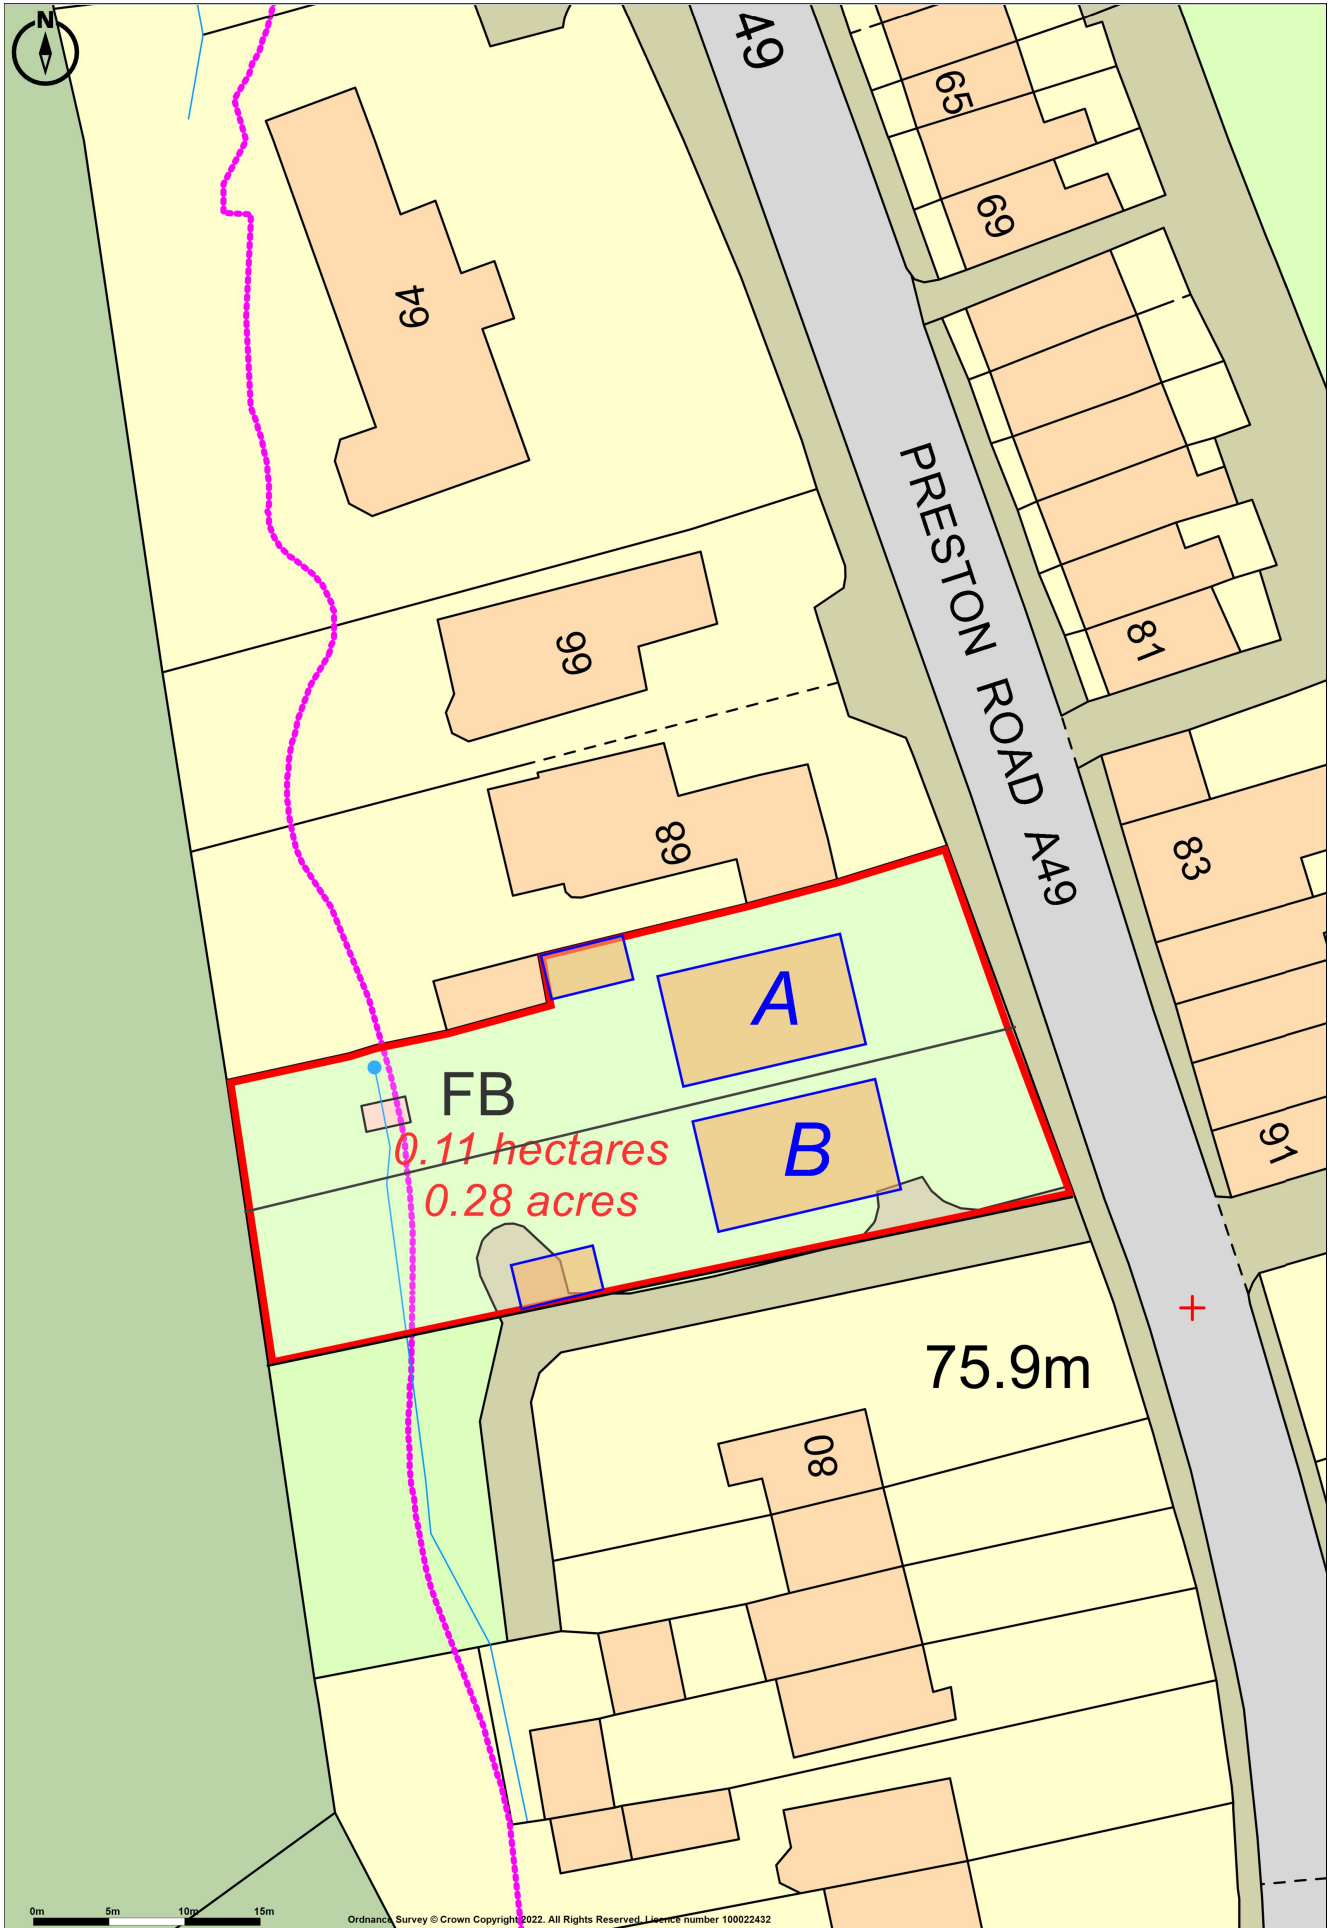 N
49
65
69
64
PRESTON ROAD A49
66
81
68
83
A
FB
B
91
0.11 hectares
0.28 acres
75.9m
80
0m 5m 10m 15m
Ordnance Survey © Crown Copyright 2022. All Rights Reserved. Licence number 100022432